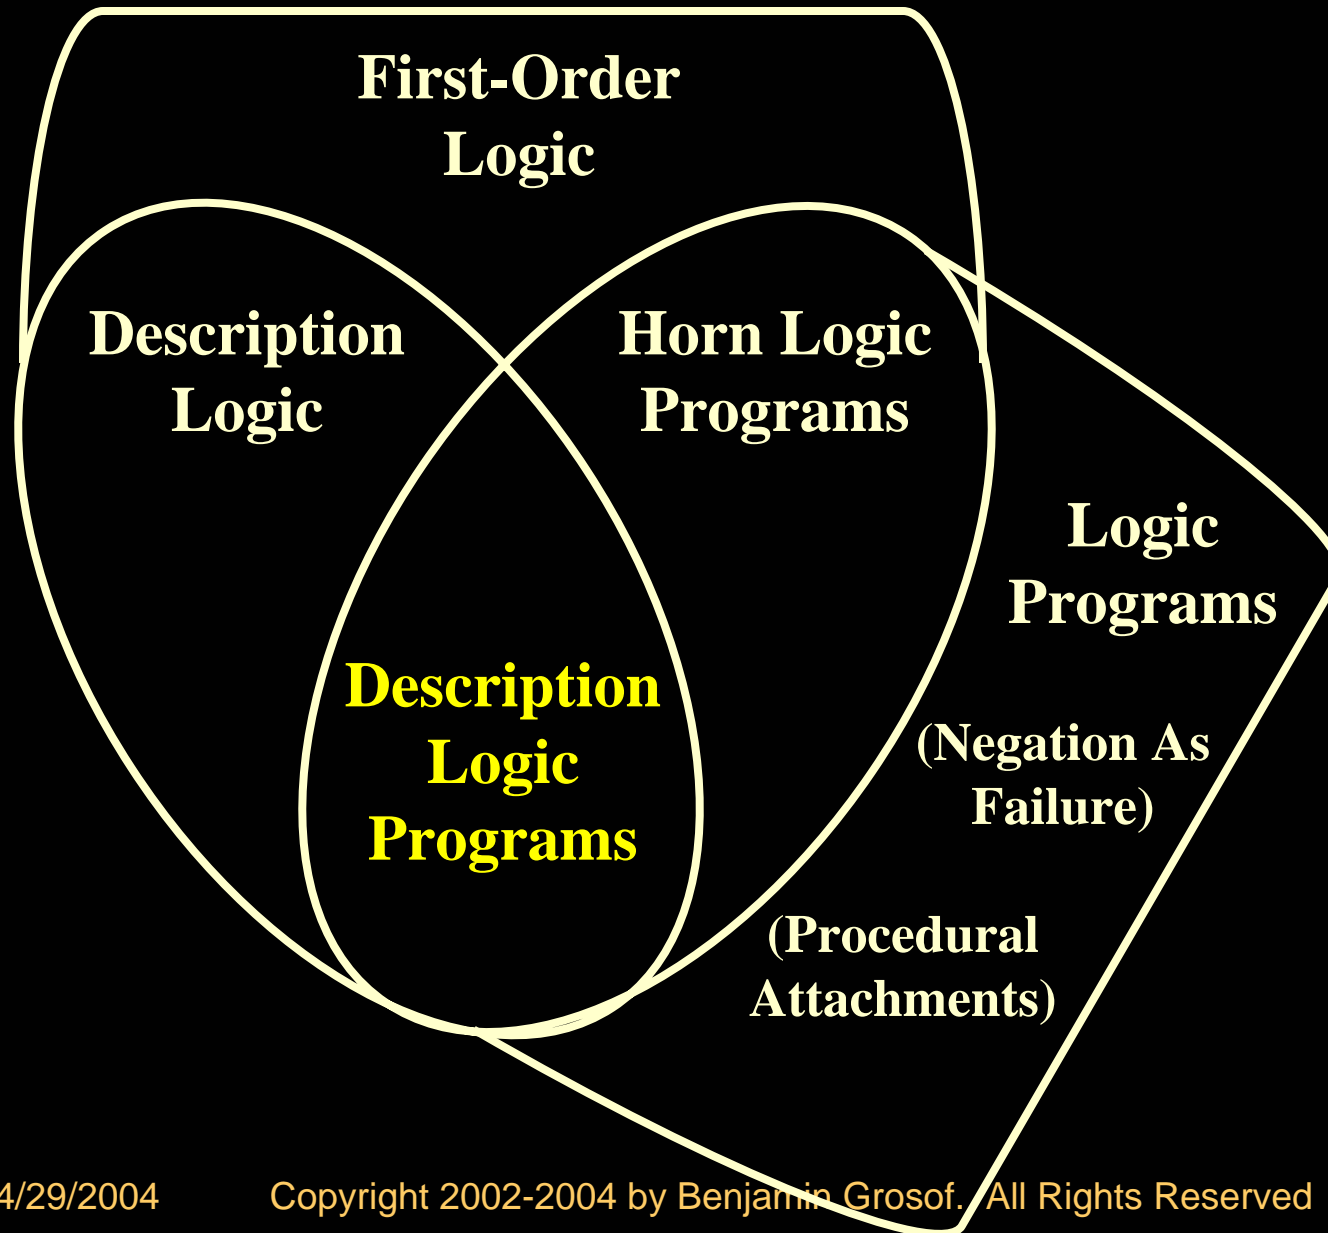 First-Order
Logic
Description
Logic
Horn Logic
Programs
Logic
Programs
Description
Logic
Programs
(Negation As
Failure)
(Procedural
Attachments)
4/29/2004
Copyright 2002-2004 by Benjamin Grosof. All Rights Reserved